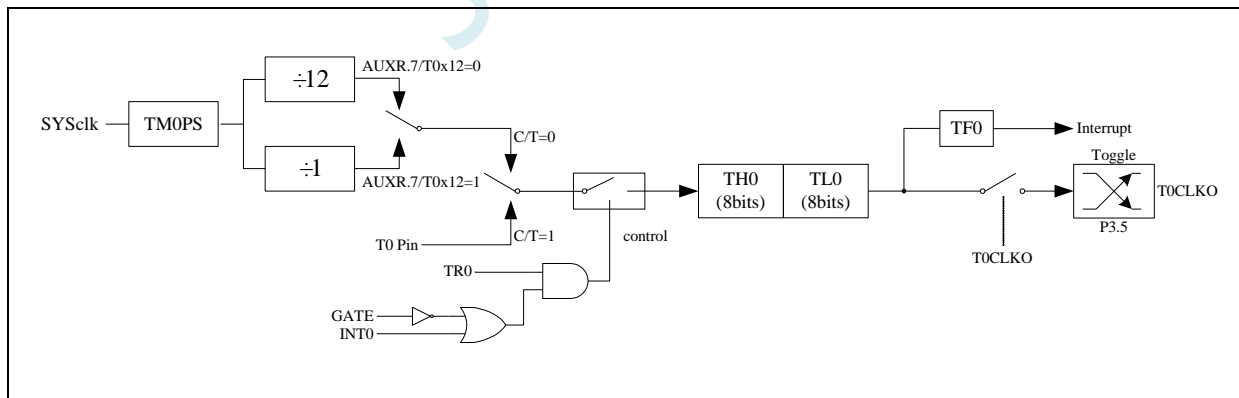 AUXR.7/T0x12=0
÷12
SYSclk
TM0PS
C/T=0
÷1
AUXR.7/T0x12=1
TF0
Interrupt
Toggle
TH0
(8bits)
TL0
(8bits)
T0CLKO
P3.5
T0 Pin
C/T=1
control
T0CLKO
TR0
GATE
INT0